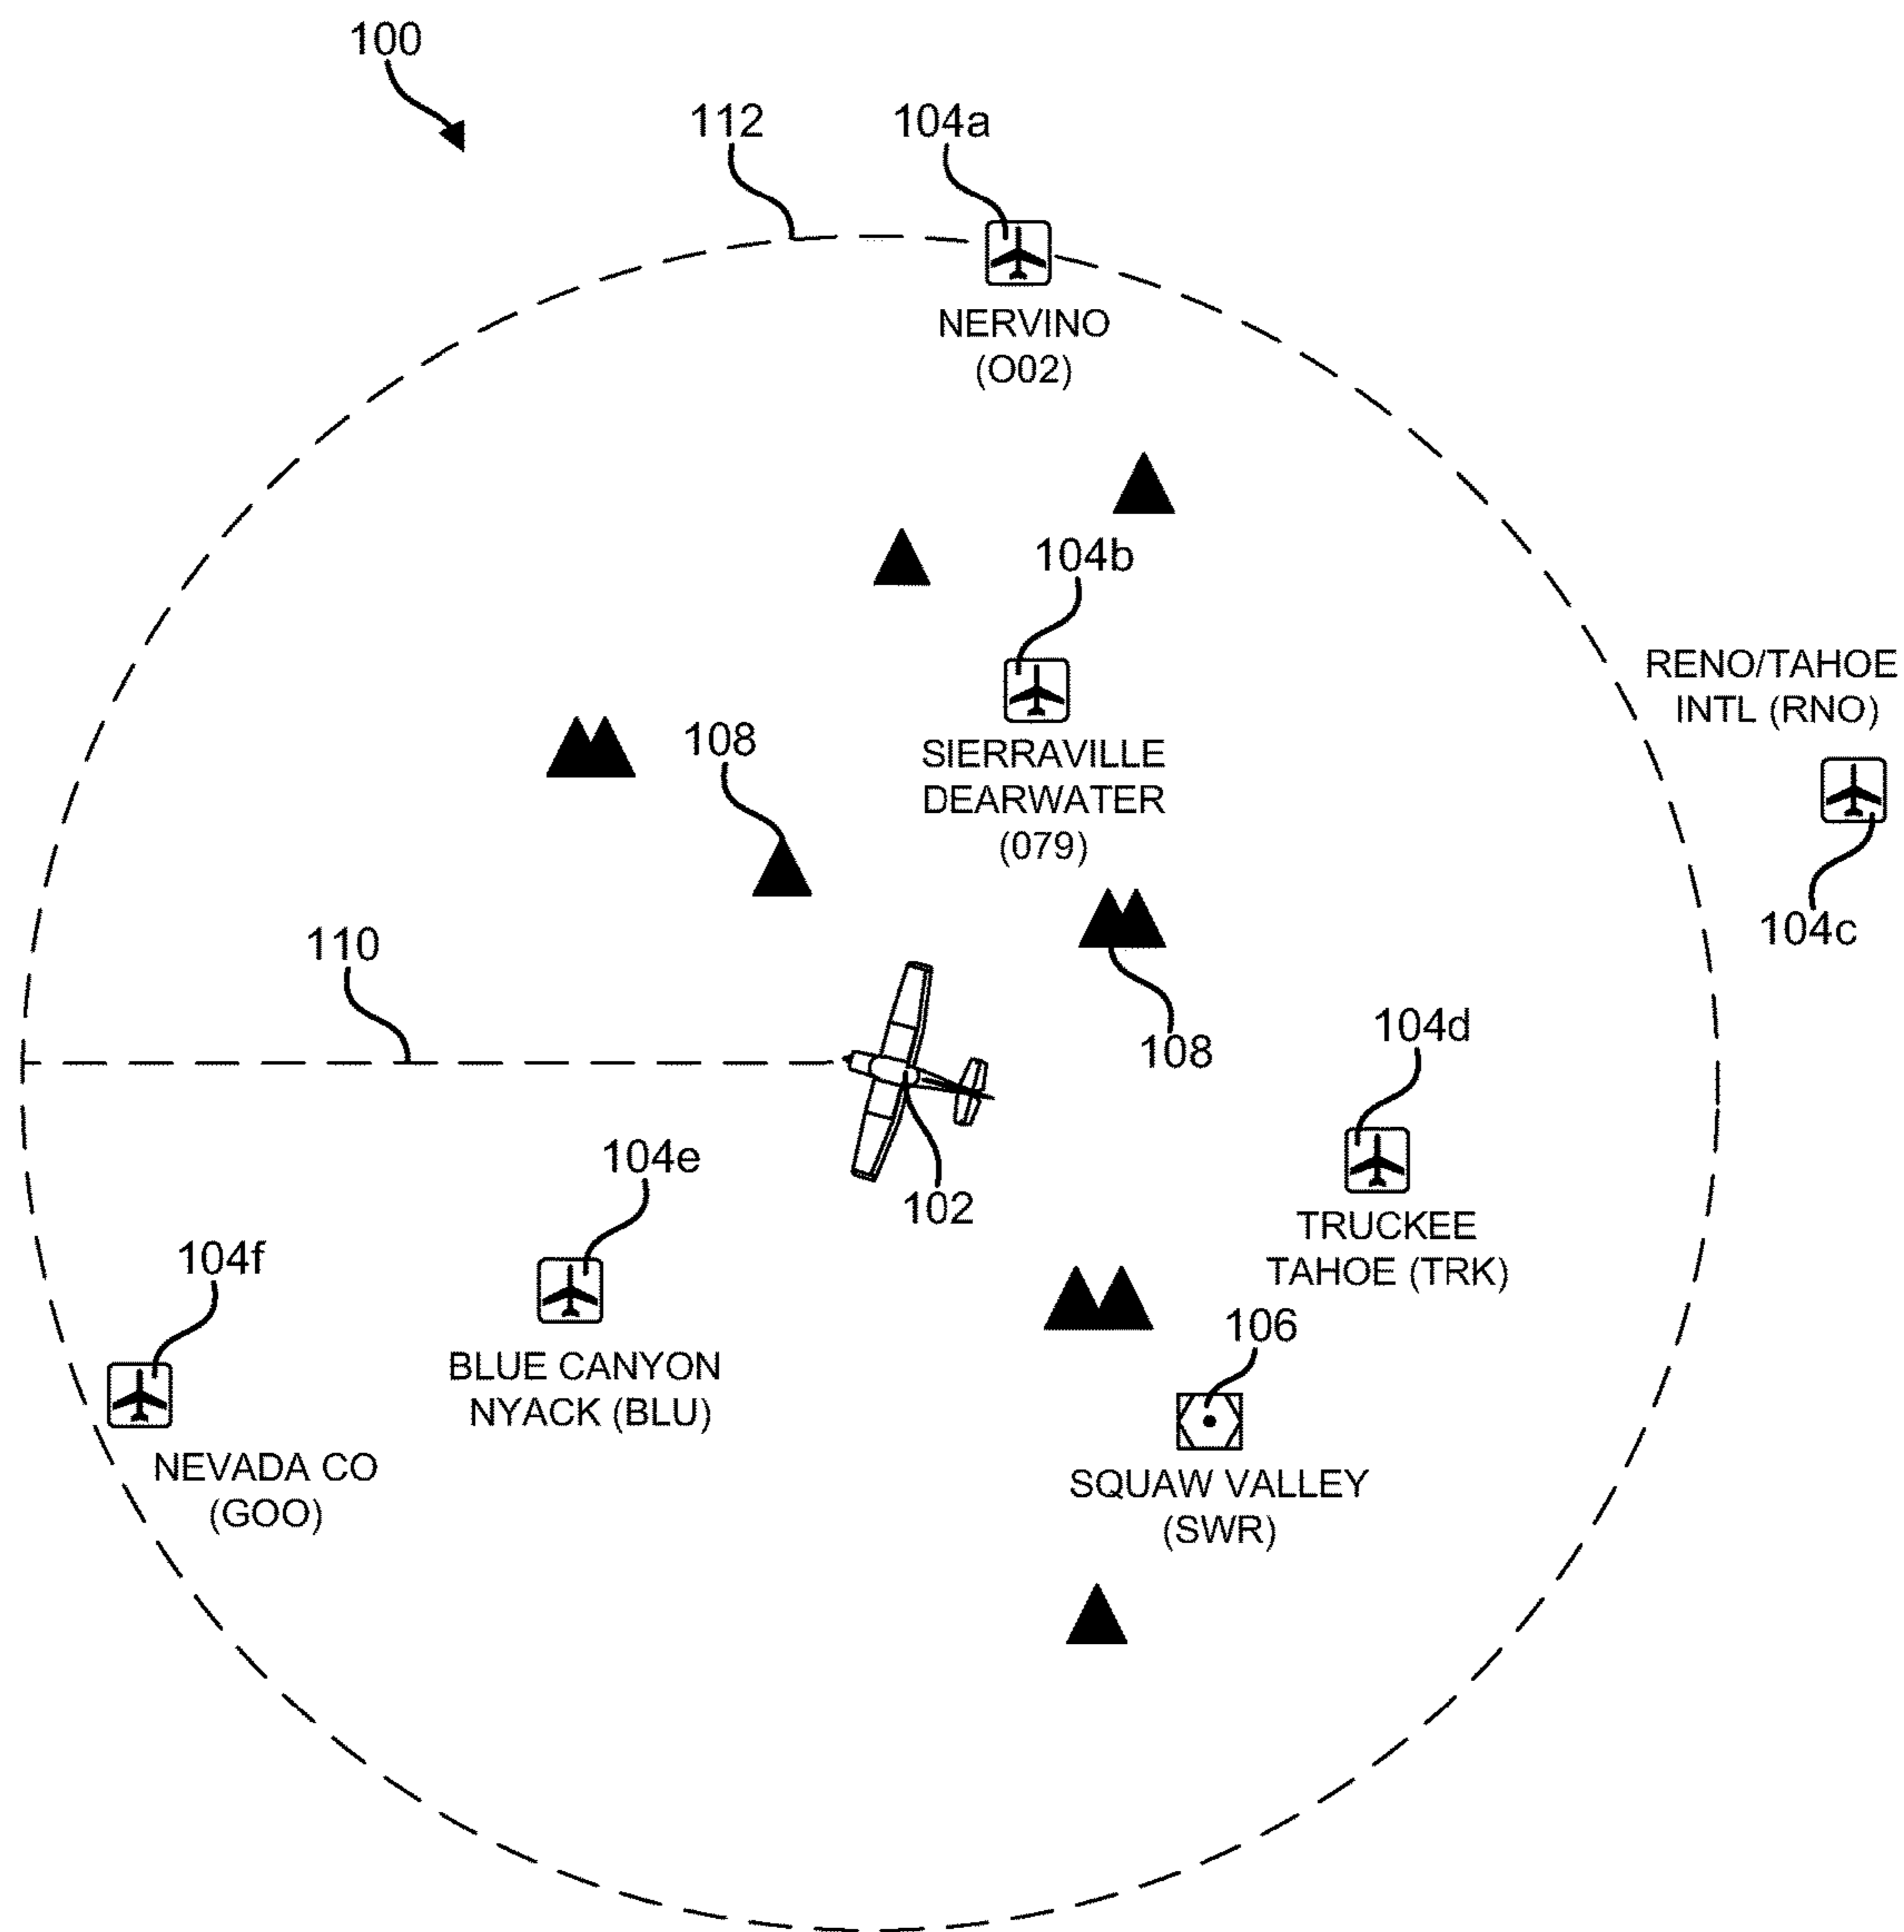 100
112
104a
NERVINO
(O02)
104b
RENO/TAHOE
INTL (RNO)
108
SIERRAVILLE
DEARWATER
(079)
104c
110
108
104d
104e
102
TRUCKEE
TAHOE (TRK)
104f
106
BLUE CANYON
NYACK (BLU)
NEVADA CO
(GOO)
SQUAW VALLEY
(SWR)